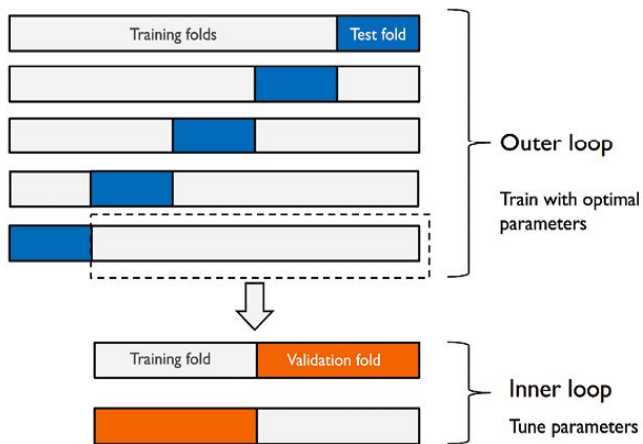 Training folds
Test fold
Outer loop
Train with optimal
parameters
Training fold
Validation fold
Inner loop
Tune parameters